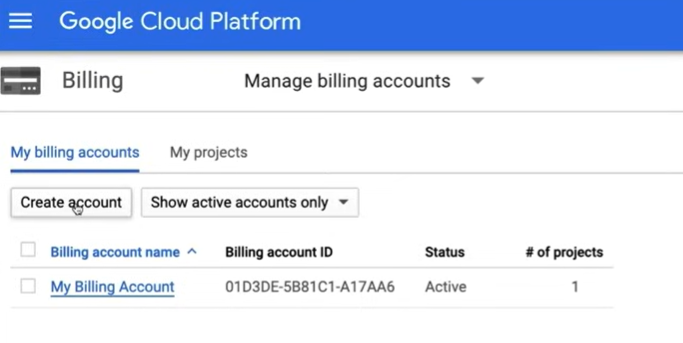 Google Cloud Platform
Billing
Manage billing accounts
My billing accounts My projects
Create account Show active accounts only
Billing account name Billing account ID Status # of projects
My Billing Account 01D3DE-5B81C1-A17AA6 Active 1